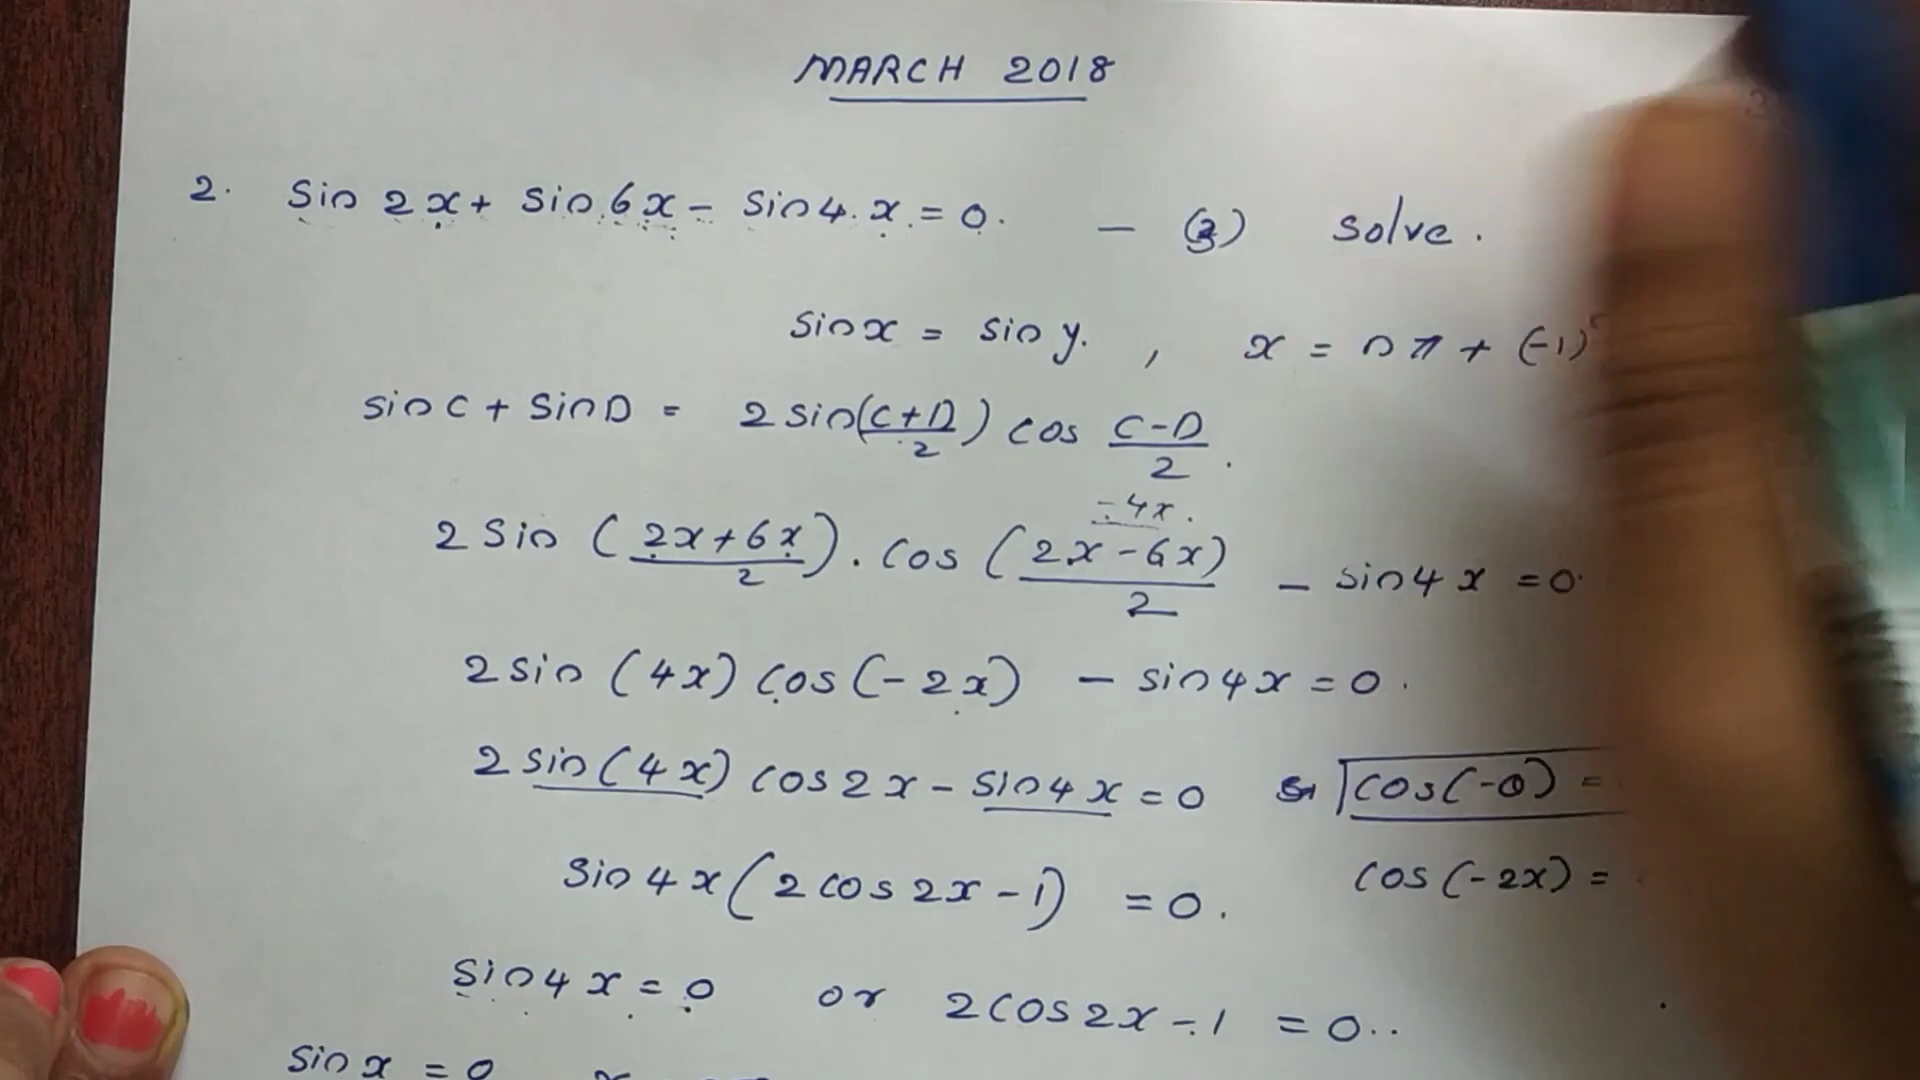 MARCH 2018
2. Sin 2x + Sin 6x - Sin 4x = 0. - (3) Solve.
Sin x = Sin y. , x = nπ + (-1)
Sin C + Sin D = 2 Sin(C+D/2) cos C-D/2.
-4x.
2 Sin (2x+6x/2) . Cos (2x-6x/2) - Sin 4x = 0.
2 Sin (4x) Cos (-2x) - Sin 4x = 0.
2 Sin (4x) Cos 2x - Sin 4x = 0 Cos(-θ) =
Sin 4x (2 Cos 2x - 1) = 0. Cos (-2x) =
Sin 4x = 0 or 2 Cos 2x - 1 = 0..
Sin x = 0